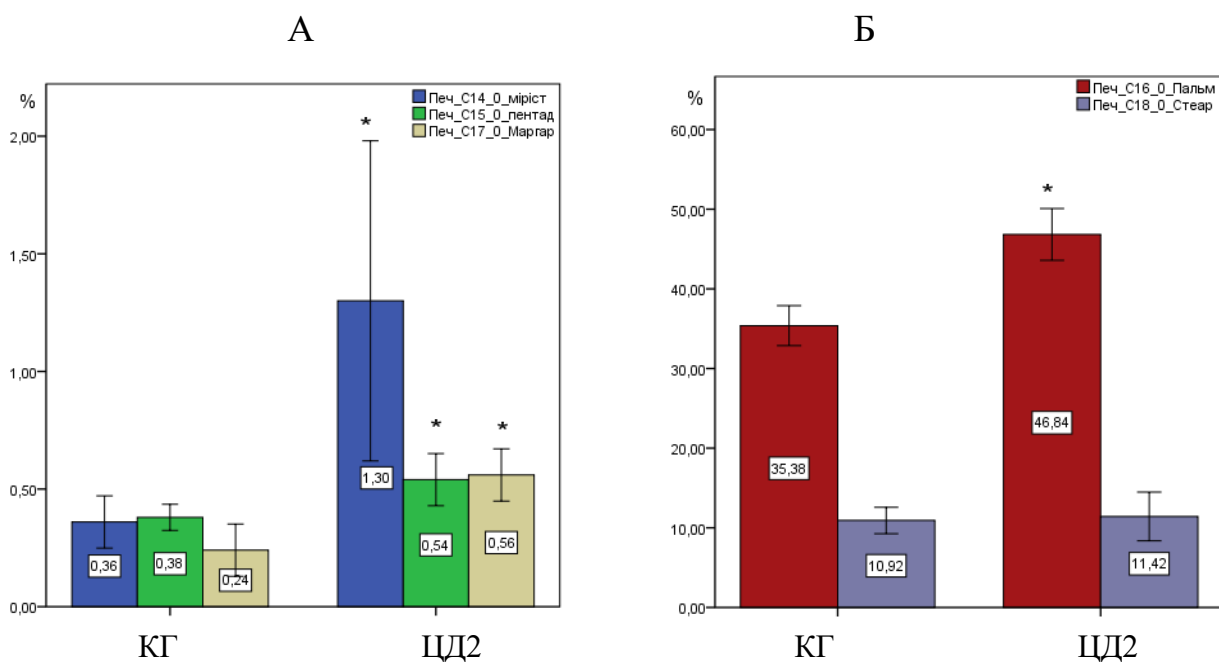 А
%
2,00
1,50
1,00
0,50
0,00
Печ_С14_0_міріст
Печ_С15_0_пентад
Печ_С17_0_Маргар
*
*
*
0,36
0,38
0,24
1,30
0,54
0,56
КГ
ЦД2
Б
%
60,00
50,00
40,00
30,00
20,00
10,00
0,00
Печ_С16_0_Пальм
Печ_С18_0_Стеар
*
35,38
10,92
46,84
11,42
КГ
ЦД2